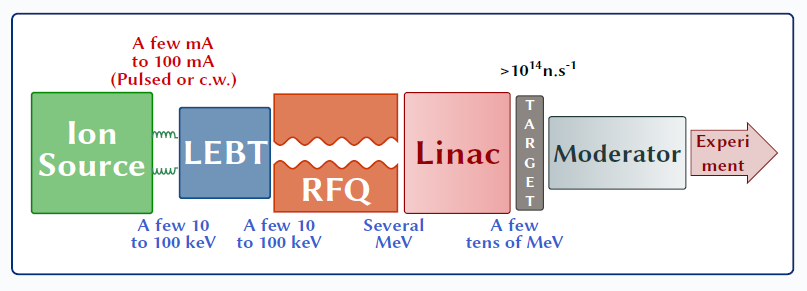 A few mA
to 100 mA
(Pulsed or c.w.)
>10¹⁴n.s⁻¹
Ion
Source
LEBT
RFQ
Linac
TARGET
Moderator
Experi
ment
A few 10
to 100 keV
A few 10
to 100 keV
Several
MeV
A few
tens of MeV